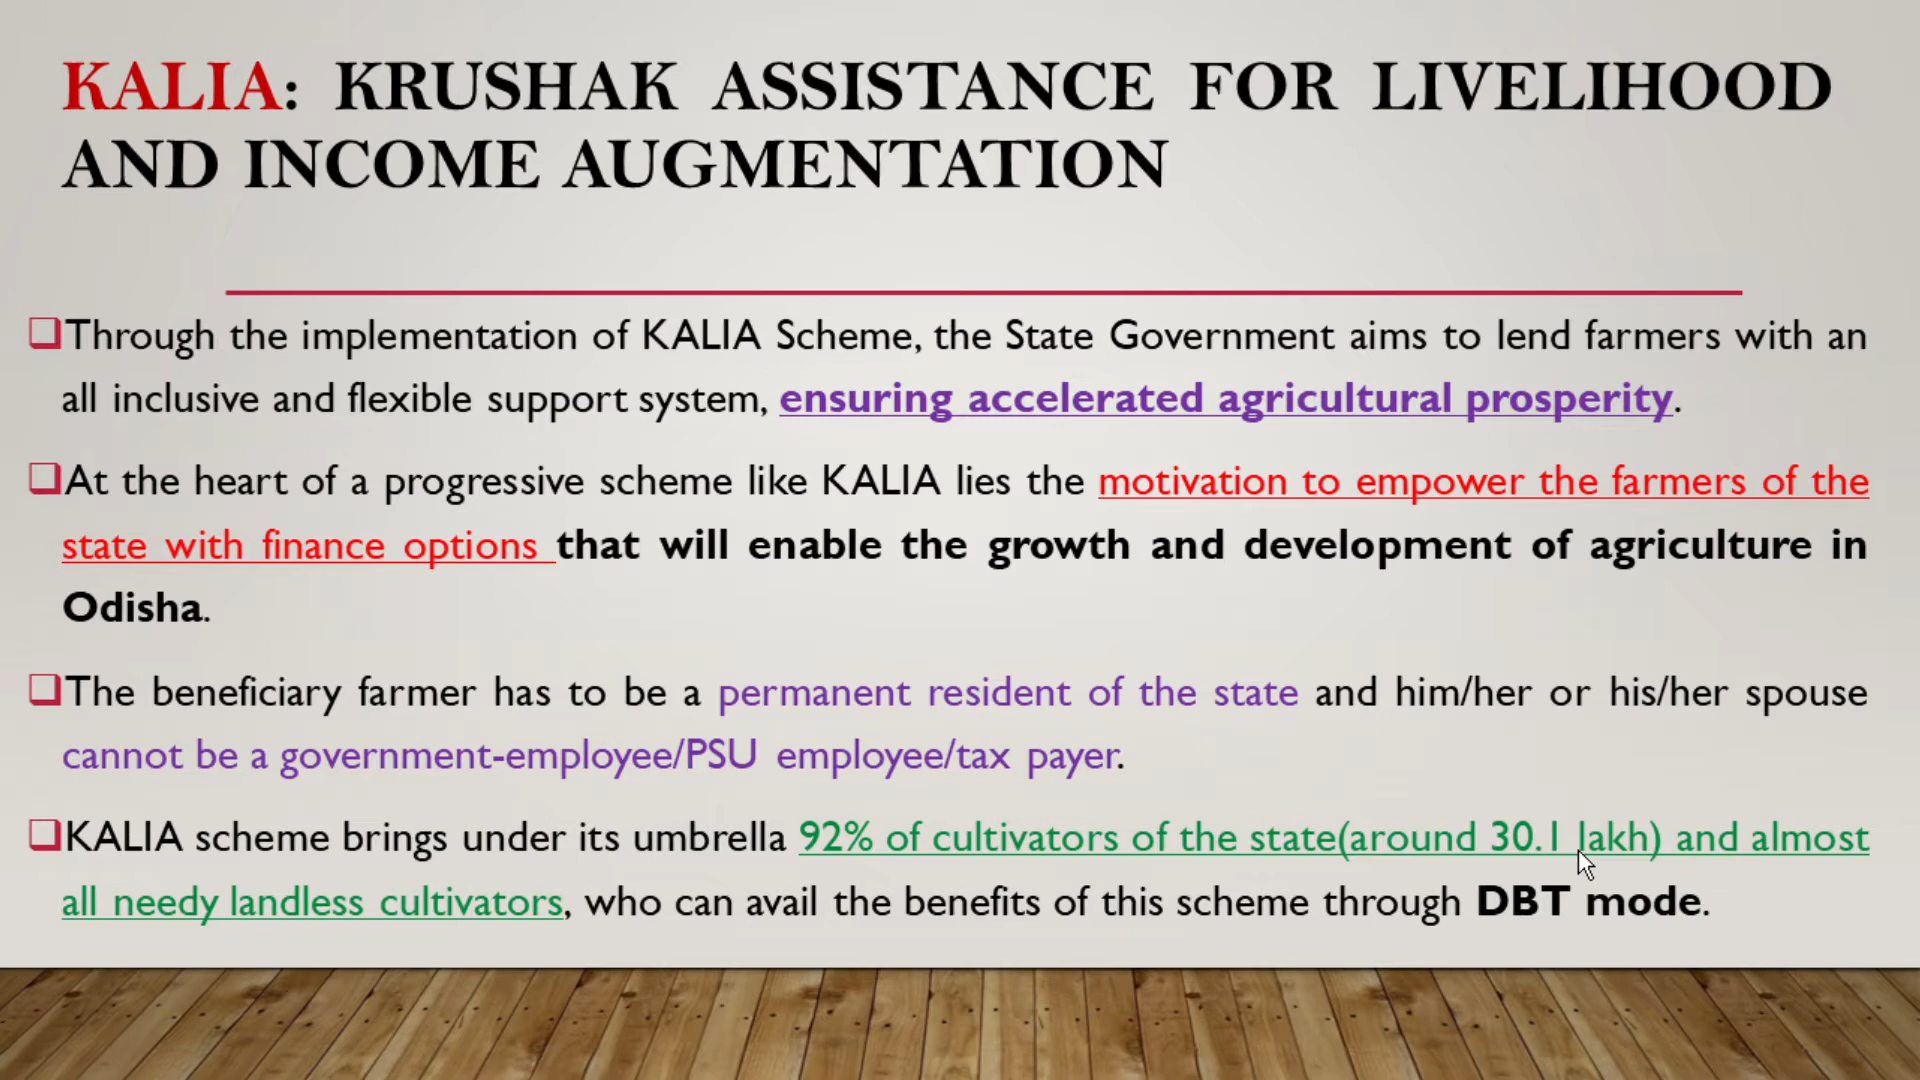 KALIA: KRUSHAK ASSISTANCE FOR LIVELIHOOD
AND INCOME AUGMENTATION
Through the implementation of KALIA Scheme, the State Government aims to lend farmers with an
all inclusive and flexible support system, ensuring accelerated agricultural prosperity.
At the heart of a progressive scheme like KALIA lies the motivation to empower the farmers of the
state with finance options that will enable the growth and development of agriculture in
Odisha.
The beneficiary farmer has to be a permanent resident of the state and him/her or his/her spouse
cannot be a government-employee/PSU employee/tax payer.
KALIA scheme brings under its umbrella 92% of cultivators of the state(around 30.1 lakh) and almost
all needy landless cultivators, who can avail the benefits of this scheme through DBT mode.